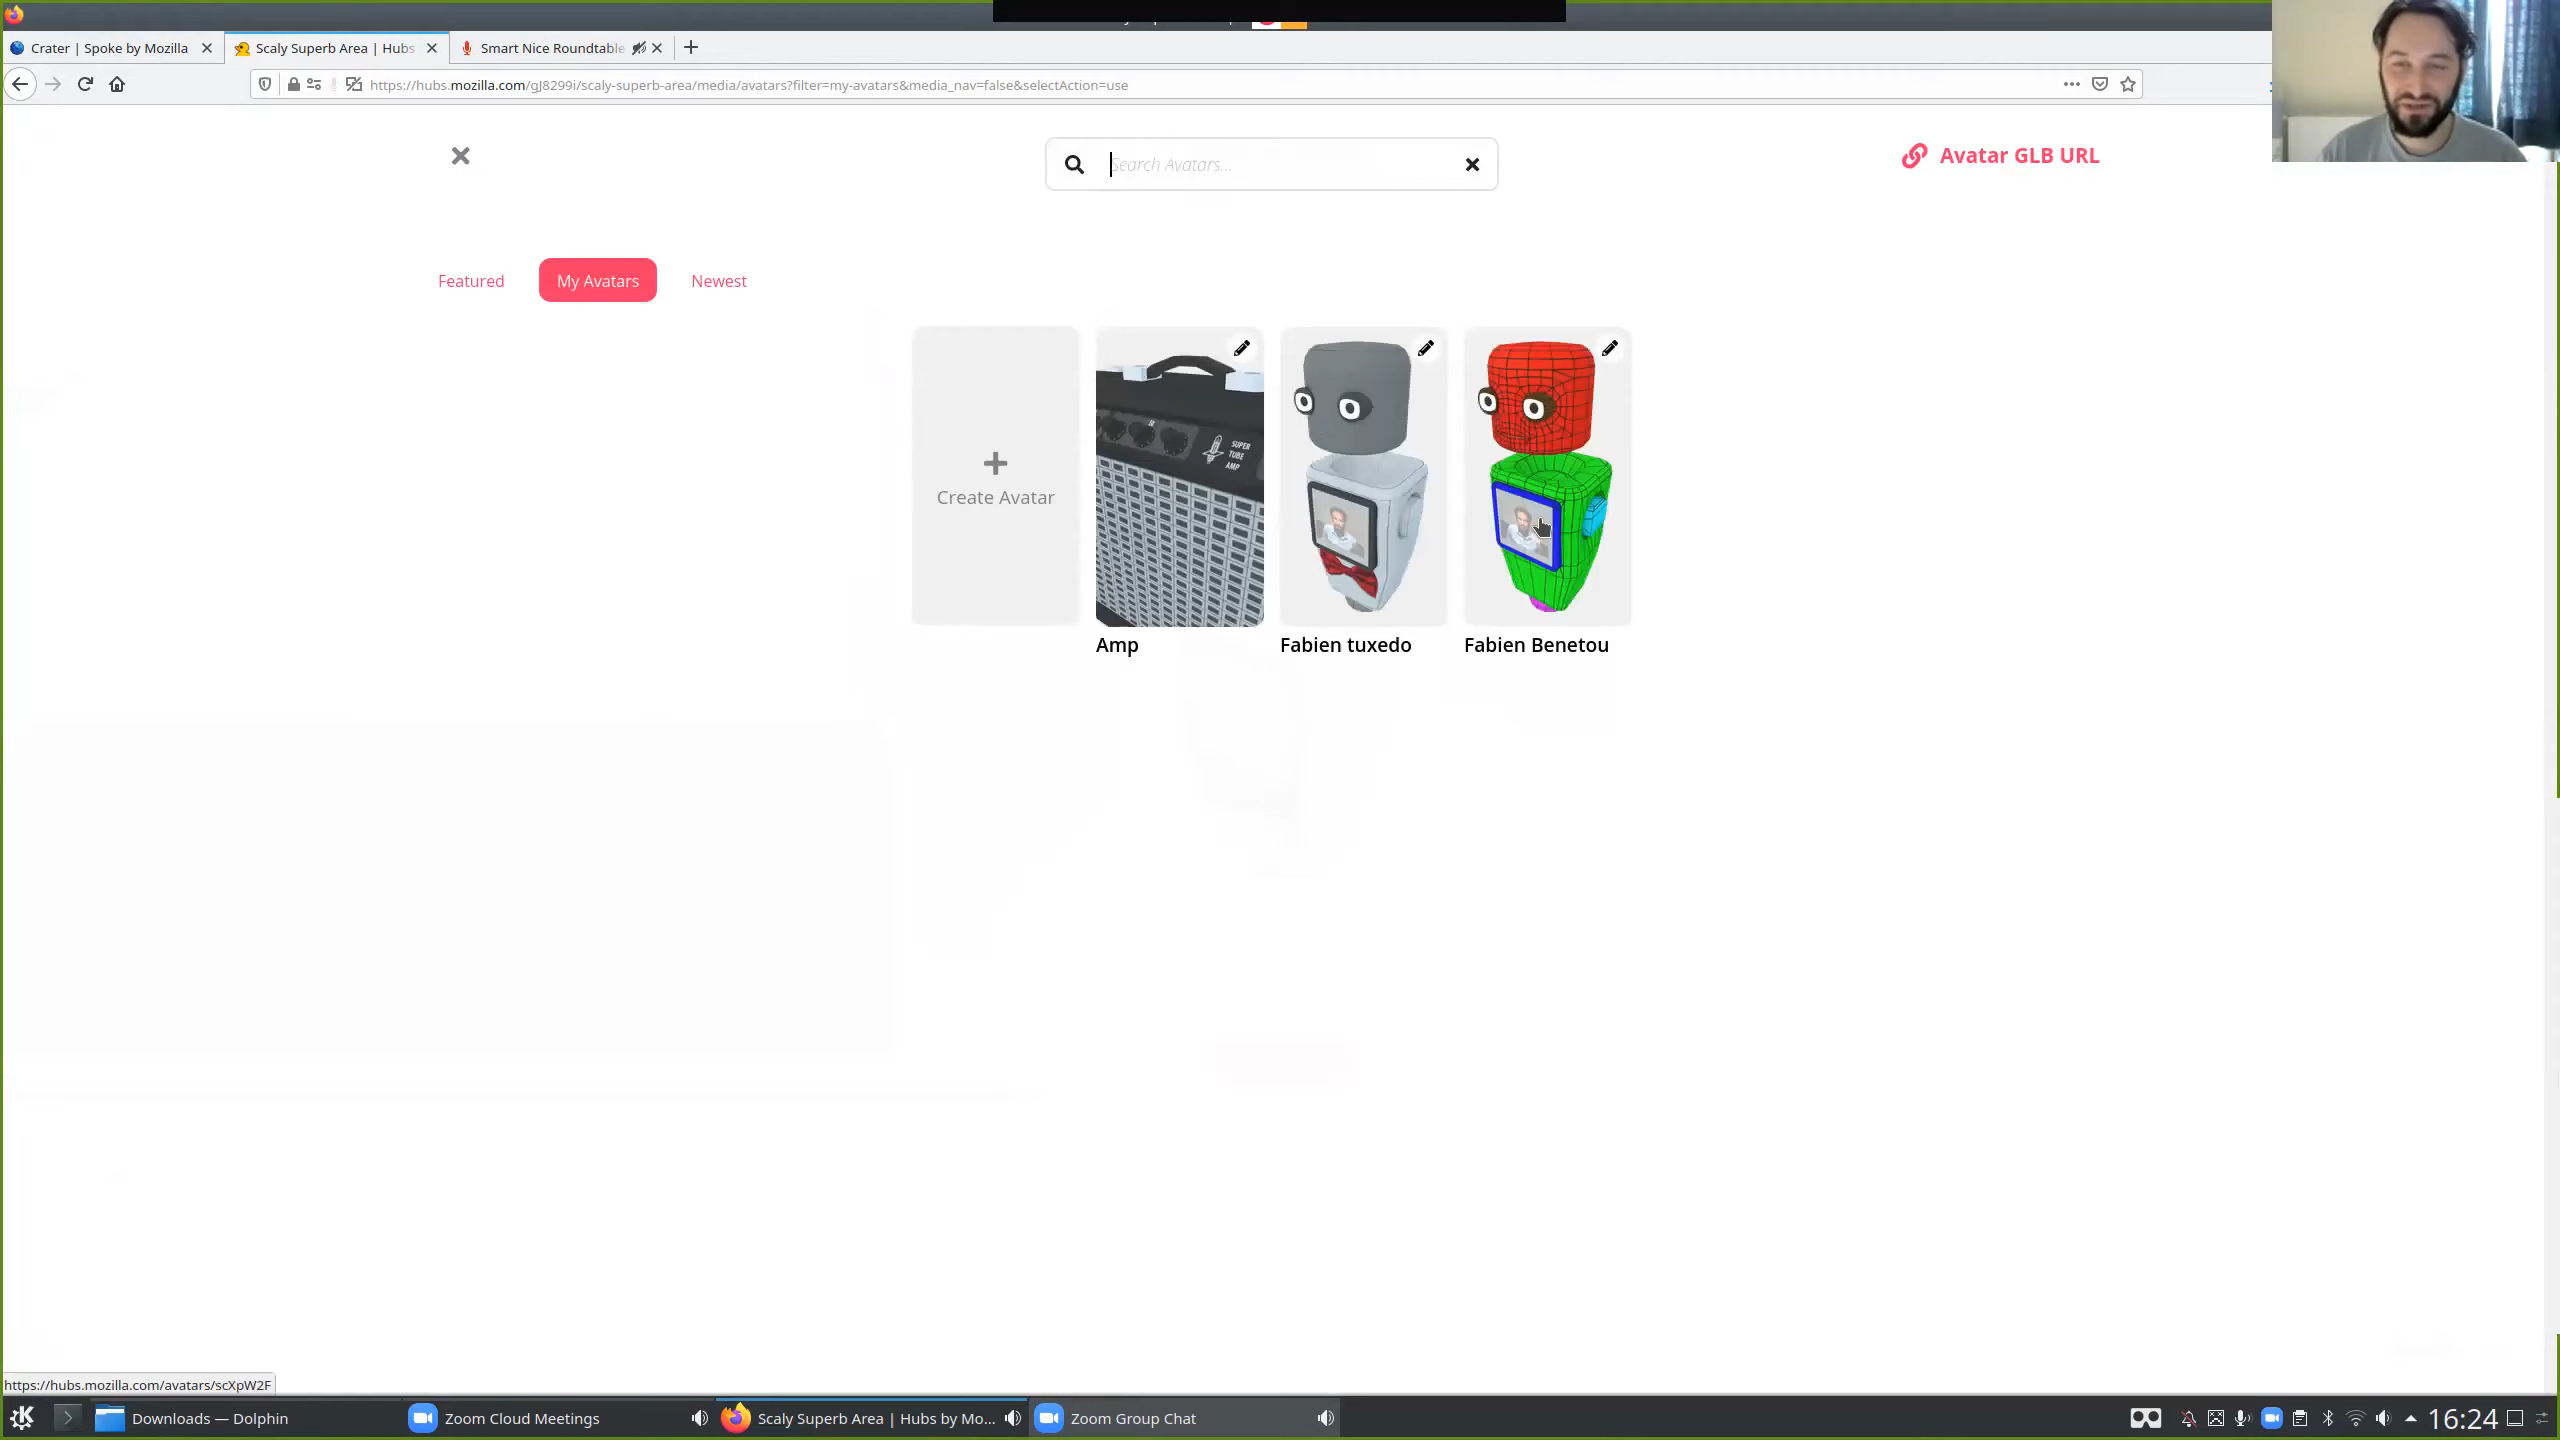 Crater | Spoke by Mozilla
Scaly Superb Area | Hubs
Smart Nice Roundtable
https://hubs.mozilla.com/gJ8299i/scaly-superb-area/media/avatars?filter=my-avatars&media_nav=false&selectAction=use
Search Avatars...
Avatar GLB URL
Featured
My Avatars
Newest
Create Avatar
SUPER
TUBE
AMP
Amp
Fabien tuxedo
Fabien Benetou
https://hubs.mozilla.com/avatars/scXpW2F
Downloads — Dolphin
Zoom Cloud Meetings
Scaly Superb Area | Hubs by Mo...
Zoom Group Chat
16:24